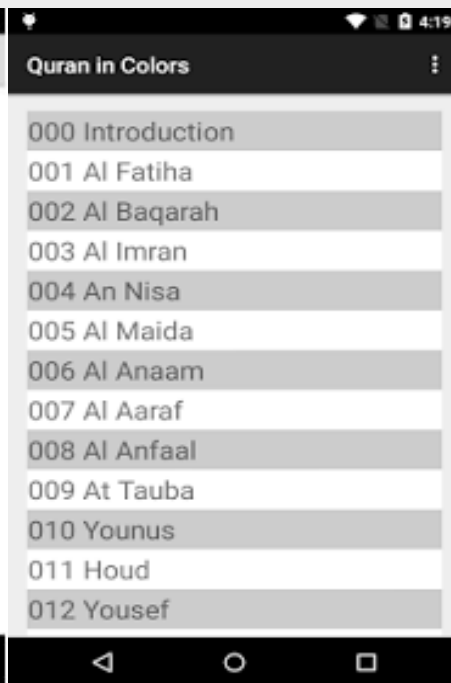 4:19
Quran in Colors
000 Introduction
001 Al Fatiha
002 Al Baqarah
003 Al Imran
004 An Nisa
005 Al Maida
006 Al Anaam
007 Al Aaraf
008 Al Anfaal
009 At Tauba
010 Younus
011 Houd
012 Yousef